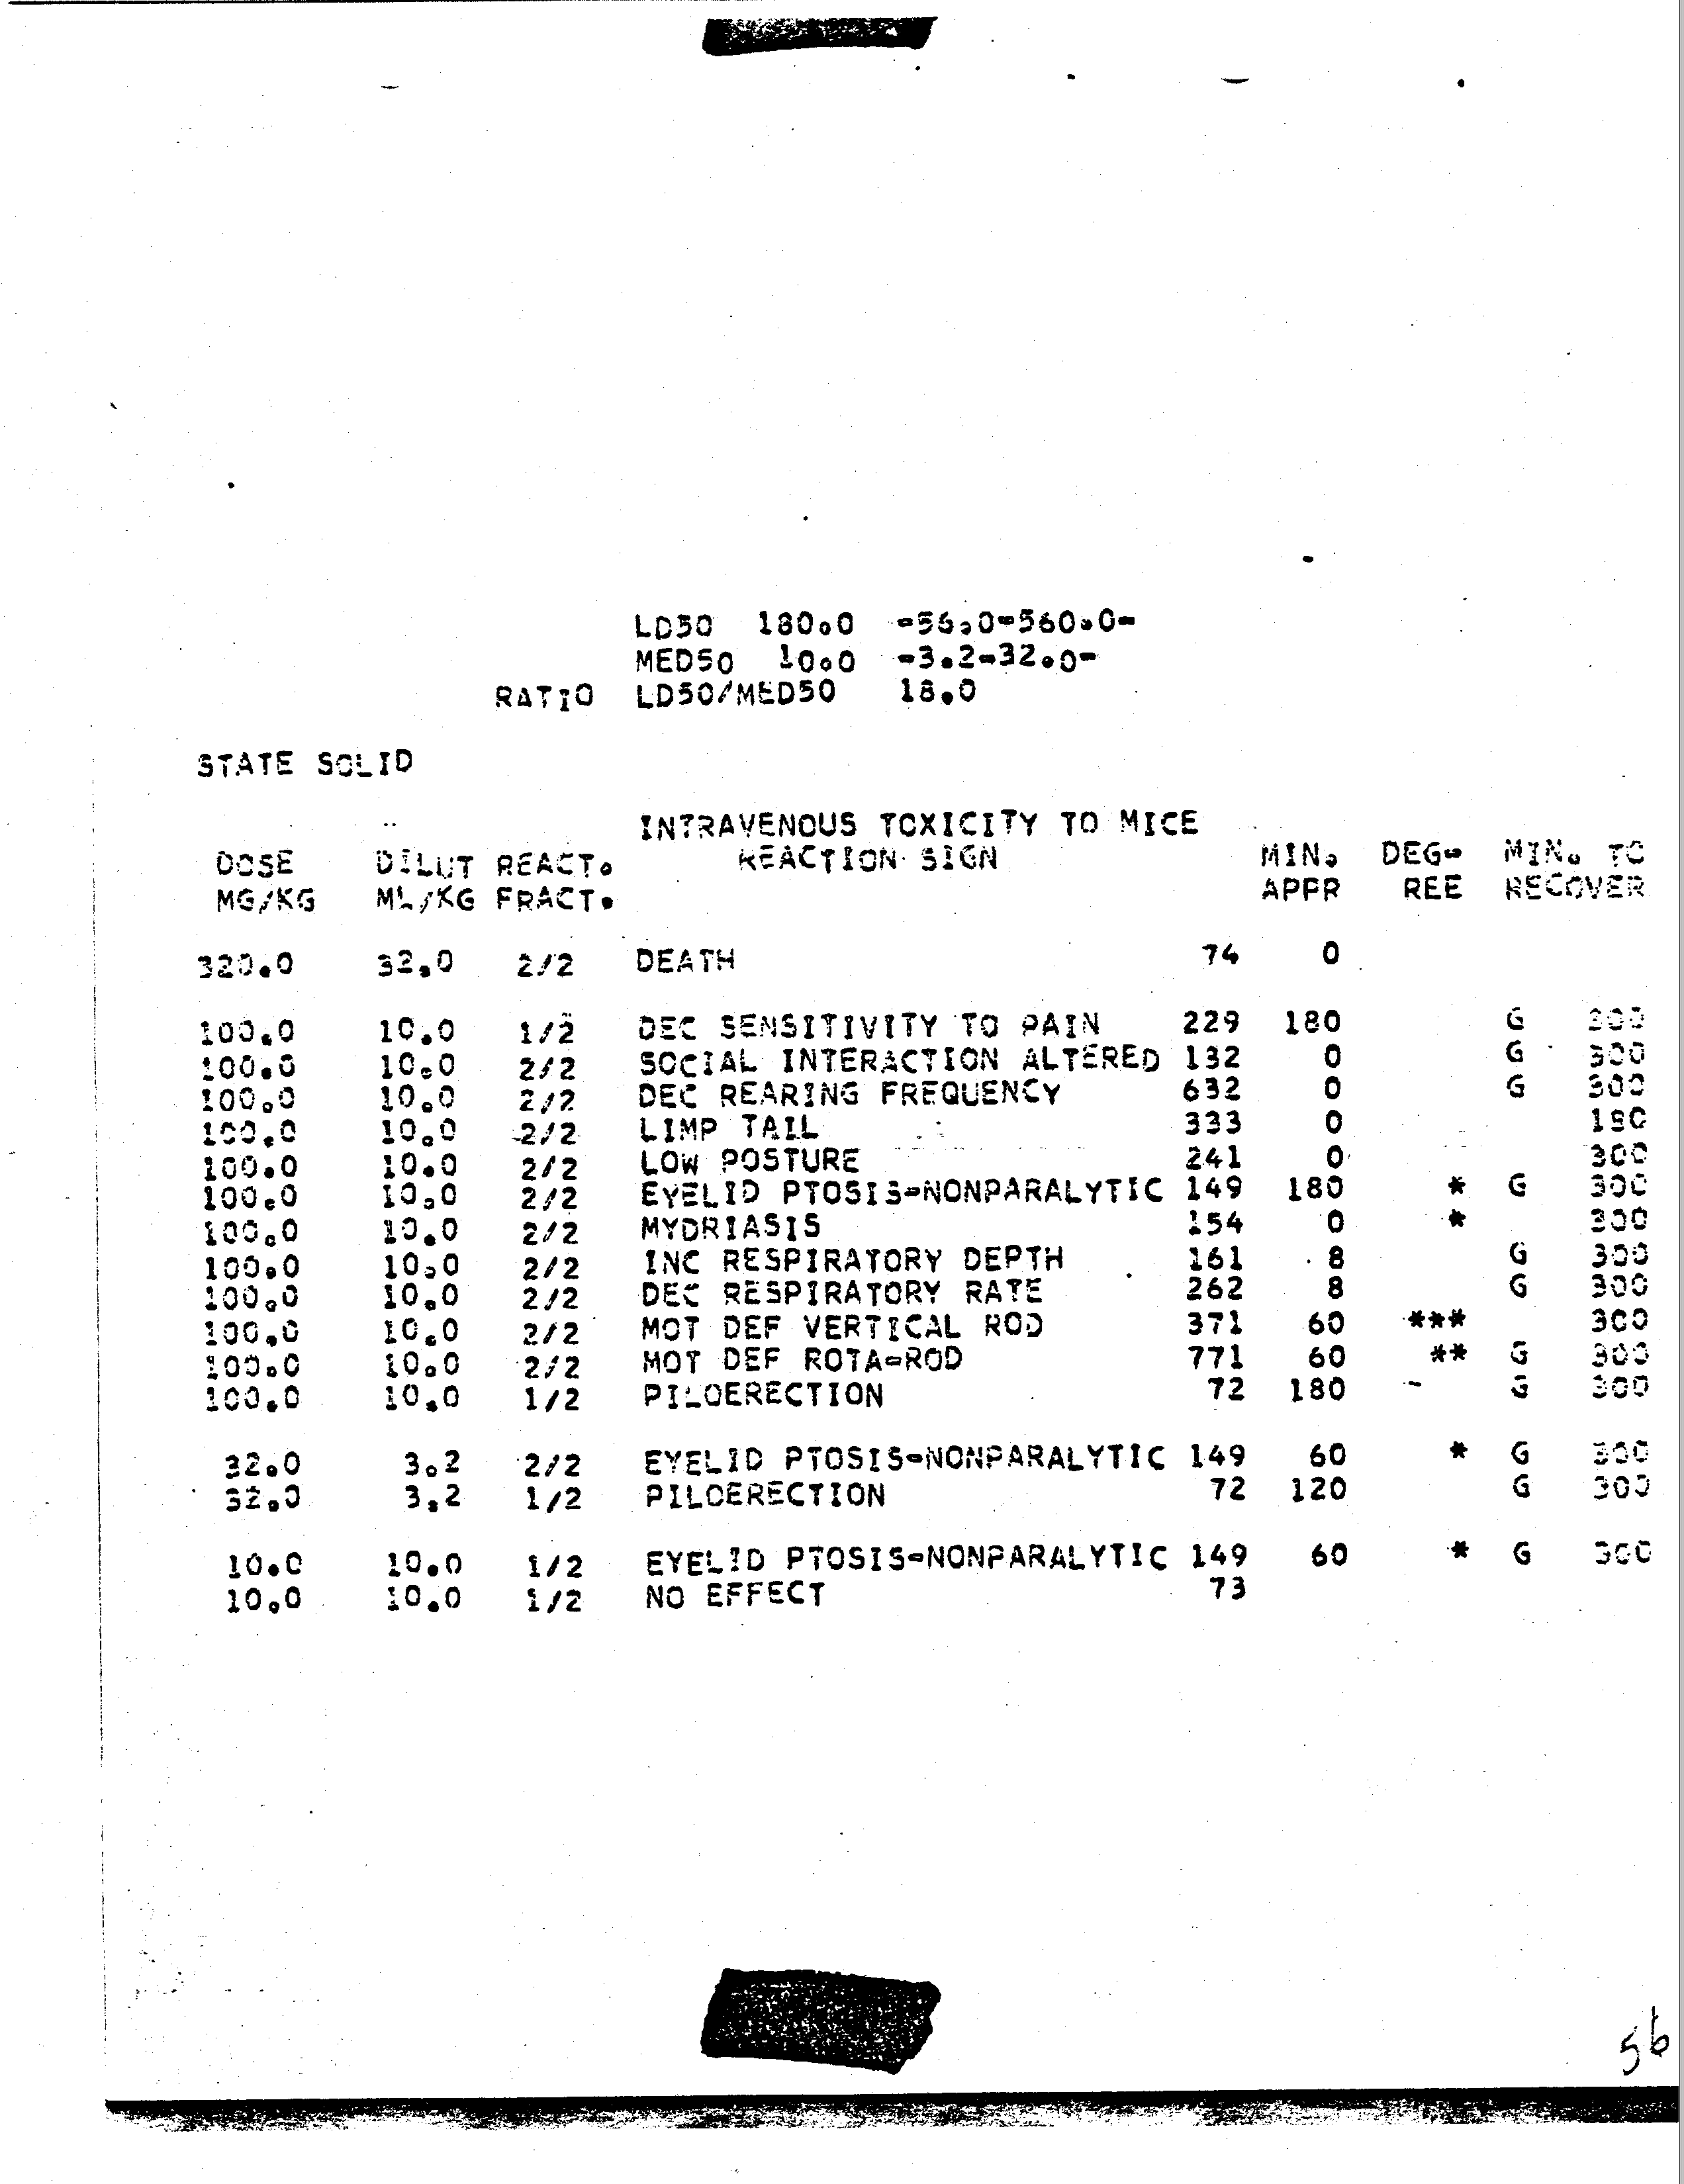 LD50 180.0 -56.0-560.0-
MED50 10.0 -3.2-32.0-
RATIO LD50/MED50 18.0
STATE SOLID
INTRAVENOUS TOXICITY TO MICE
DOSE DILUT REACT. REACTION SIGN MIN. DEG- MIN. TO
MG/KG ML/KG FRACT. APPR REE RECOVER
320.0 32.0 2/2 DEATH 74 0
100.0 10.0 1/2 DEC SENSITIVITY TO PAIN 229 180 G 300
100.0 10.0 2/2 SOCIAL INTERACTION ALTERED 132 0 G 300
100.0 10.0 2/2 DEC REARING FREQUENCY 632 0 G 300
100.0 10.0 2/2 LIMP TAIL 333 0 180
100.0 10.0 2/2 LOW POSTURE 241 0 300
100.0 10.0 2/2 EYELID PTOSIS-NONPARALYTIC 149 180 * G 300
100.0 10.0 2/2 MYDRIASIS 154 0 * 300
100.0 10.0 2/2 INC RESPIRATORY DEPTH 161 8 G 300
100.0 10.0 2/2 DEC RESPIRATORY RATE 262 8 G 300
100.0 10.0 2/2 MOT DEF VERTICAL ROD 371 60 *** 300
100.0 10.0 2/2 MOT DEF ROTA-ROD 771 60 ** G 300
100.0 10.0 1/2 PILOERECTION 72 180 G 300
32.0 3.2 2/2 EYELID PTOSIS-NONPARALYTIC 149 60 * G 300
32.0 3.2 1/2 PILOERECTION 72 120 G 300
10.0 10.0 1/2 EYELID PTOSIS-NONPARALYTIC 149 60 * G 300
10.0 10.0 1/2 NO EFFECT 73
56